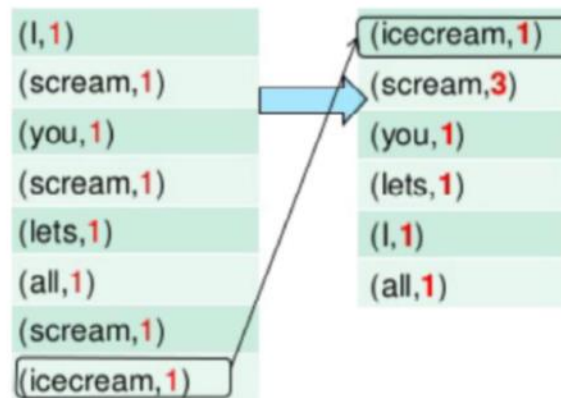 (I,1)
(scream,1)
(you,1)
(scream,1)
(lets,1)
(all,1)
(scream,1)
(icecream,1)
(icecream,1)
(scream,3)
(you,1)
(lets,1)
(I,1)
(all,1)